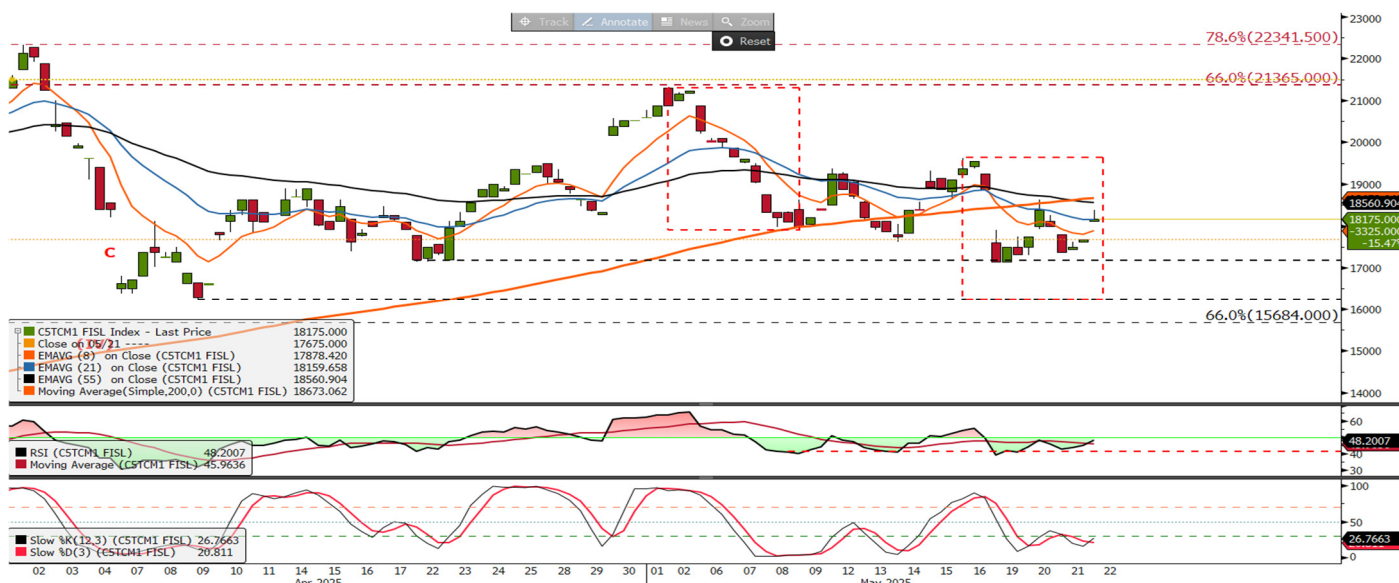 Track Annotate News Zoom
Reset
23000
78.6%(22341.500)
22000
66.0%(21365.000)
21000
20000
19000
18560.904
18175.000
-3325.000
-15.47%
17000
16000
66.0%(15684.000)
15000
14000
C
C5TCM1 FISL Index - Last Price 18175.000
Close on 05/21 ---- 17675.000
EMAVG (8) on Close (C5TCM1 FISL) 17878.420
EMAVG (21) on Close (C5TCM1 FISL) 18159.658
EMAVG (55) on Close (C5TCM1 FISL) 18560.904
Moving Average(Simple,200,0) (C5TCM1 FISL) 18673.062
60
48.2007
40
30
RSI (C5TCM1 FISL) 48.2007
Moving Average (C5TCM1 FISL) 45.9636
100
50
26.7663
0
Slow %K(12,3) (C5TCM1 FISL) 26.7663
Slow %D(3) (C5TCM1 FISL) 20.811
02 03 04 07 08 09 10 11 14 15 16 17 22 23 24 25 28 29 30 01 02 06 07 08 09 12 13 14 15 16 19 20 21 22
Apr 2025 May 2025